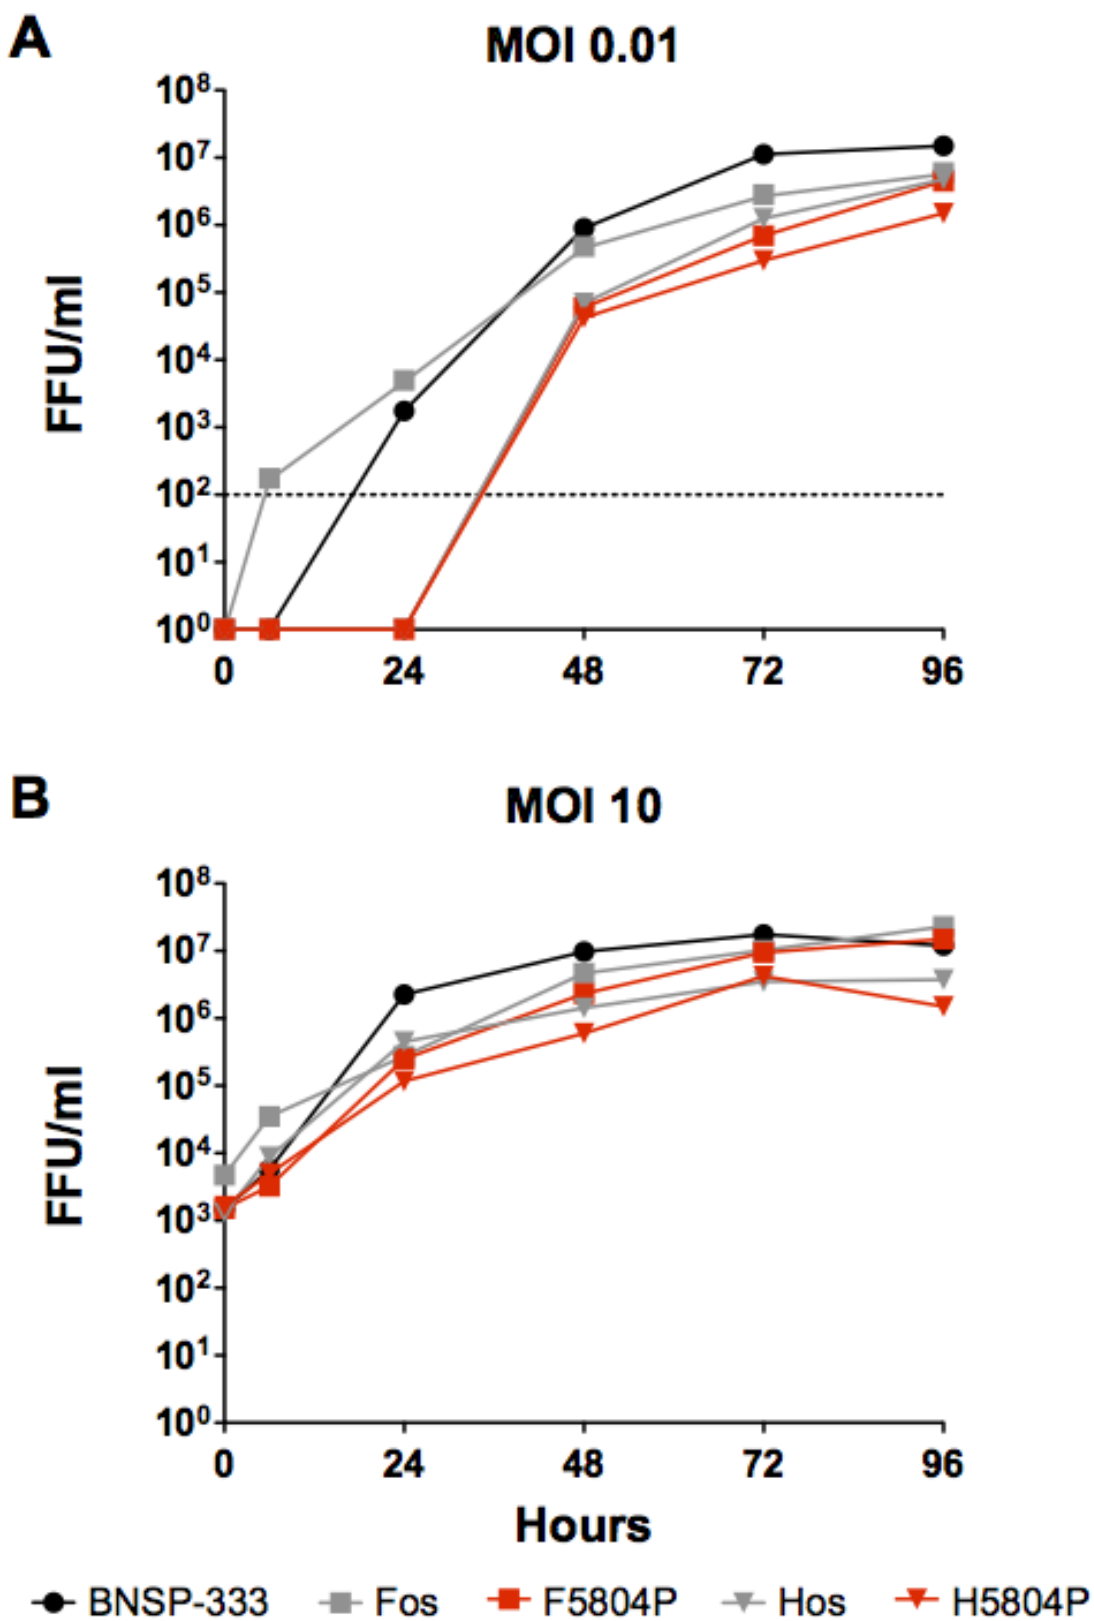 A
MOI 0.01
10⁸
10⁷
10⁶
10⁵
10⁴
10³
10²
10¹
10⁰
FFU/ml
0 24 48 72 96
B
MOI 10
10⁸
10⁷
10⁶
10⁵
10⁴
10³
10²
10¹
10⁰
FFU/ml
0 24 48 72 96
Hours
BNSP-333 Fos F5804P Hos H5804P